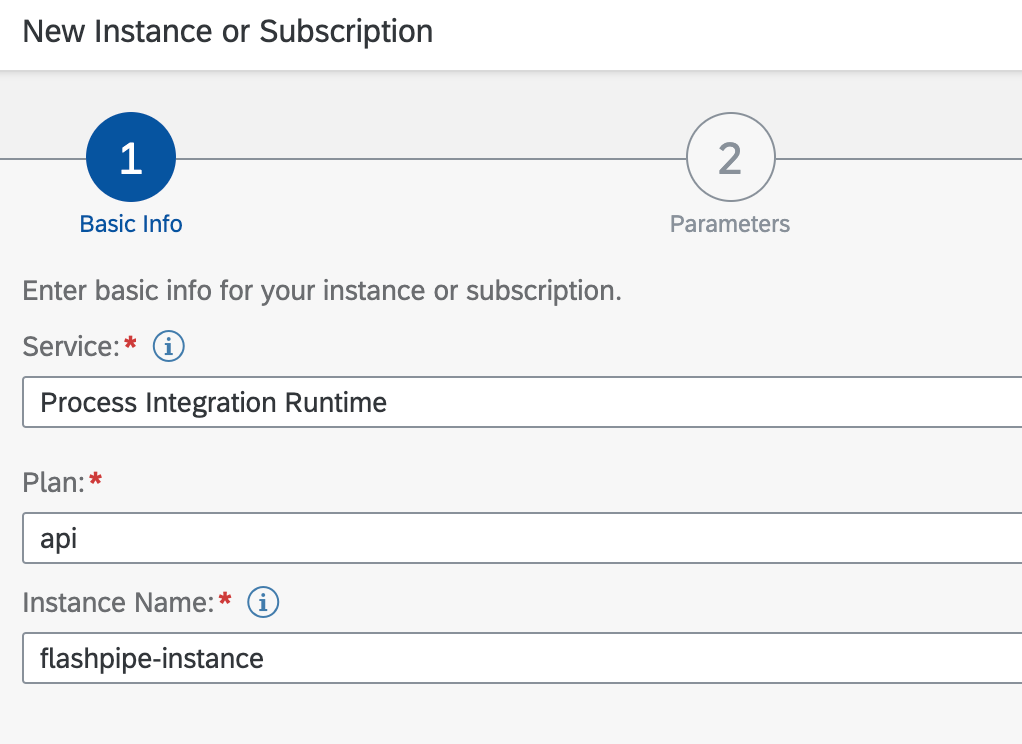 New Instance or Subscription
1
2
Basic Info
Parameters
Enter basic info for your instance or subscription.
Service:*
Process Integration Runtime
Plan:*
api
Instance Name:*
flashpipe-instance